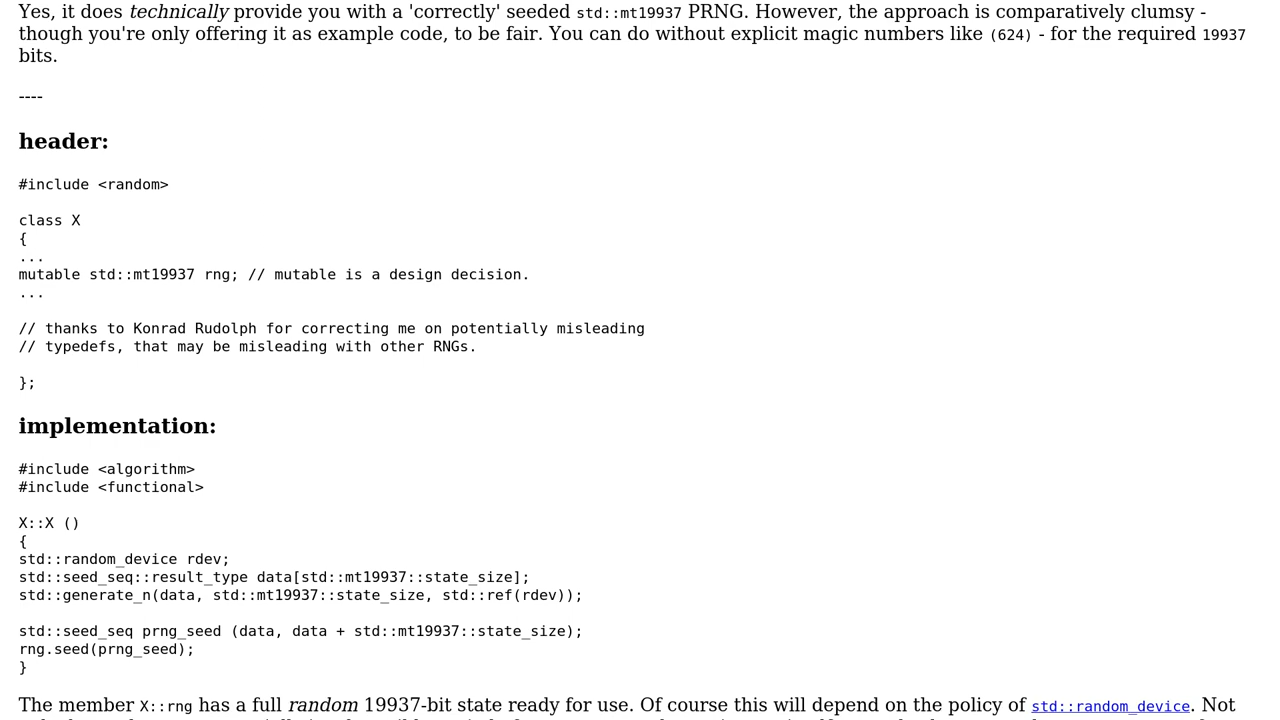 Yes, it does technically provide you with a 'correctly' seeded std::mt19937 PRNG. However, the approach is comparatively clumsy -
though you're only offering it as example code, to be fair. You can do without explicit magic numbers like (624) - for the required 19937
bits.
----
header:
#include <random>
class X
{
...
mutable std::mt19937 rng; // mutable is a design decision.
...
// thanks to Konrad Rudolph for correcting me on potentially misleading
// typedefs, that may be misleading with other RNGs.
};
implementation:
#include <algorithm>
#include <functional>
X::X ()
{
std::random_device rdev;
std::seed_seq::result_type data[std::mt19937::state_size];
std::generate_n(data, std::mt19937::state_size, std::ref(rdev));
std::seed_seq prng_seed (data, data + std::mt19937::state_size);
rng.seed(prng_seed);
}
The member X::rng has a full random 19937-bit state ready for use. Of course this will depend on the policy of std::random_device. Not